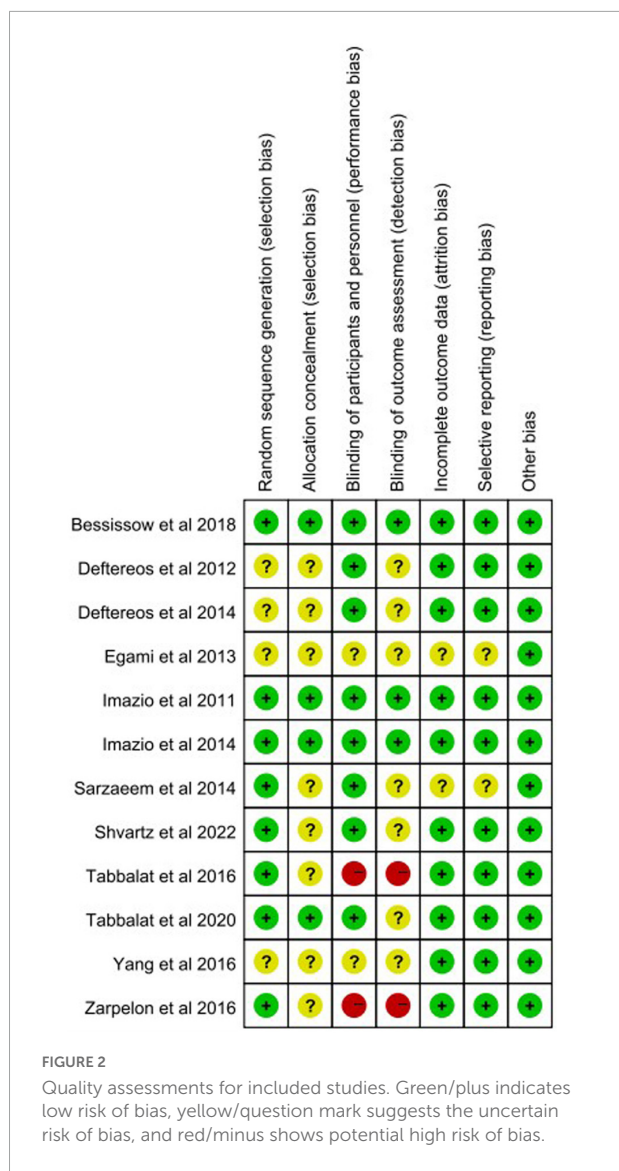 Random sequence generation (selection bias)
Allocation concealment (selection bias)
Blinding of participants and personnel (performance bias)
Blinding of outcome assessment (detection bias)
Incomplete outcome data (attrition bias)
Selective reporting (reporting bias)
Other bias
Bessissow et al 2018 + + + + + + +
Deftereos et al 2012 ? ? + ? + + +
Deftereos et al 2014 ? ? + ? + + +
Egami et al 2013 ? ? ? ? ? ? +
Imazio et al 2011 + + + + + + +
Imazio et al 2014 + + + + + + +
Sarzaeem et al 2014 + ? + ? ? ? +
Shvartz et al 2022 + ? + ? + + +
Tabbalat et al 2016 + ? − − + + +
Tabbalat et al 2020 + + + ? + + +
Yang et al 2016 ? ? ? ? + + +
Zarpelon et al 2016 + ? − − + + +
FIGURE 2
Quality assessments for included studies. Green/plus indicates
low risk of bias, yellow/question mark suggests the uncertain
risk of bias, and red/minus shows potential high risk of bias.